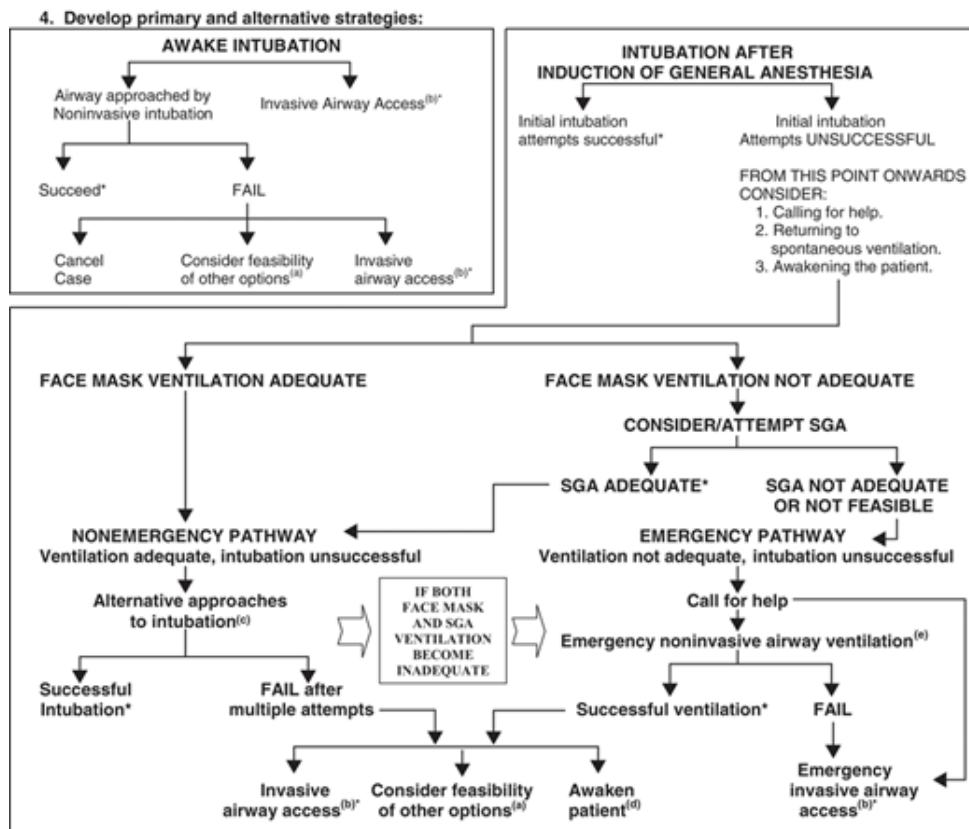 4. Develop primary and alternative strategies:
AWAKE INTUBATION
Airway approached by
Noninvasive intubation
Invasive Airway Access(b)*
Succeed*
FAIL
Cancel
Case
Consider feasibility
of other options(a)
Invasive
airway access(b)*
INTUBATION AFTER
INDUCTION OF GENERAL ANESTHESIA
Initial intubation
attempts successful*
Initial intubation
Attempts UNSUCCESSFUL
FROM THIS POINT ONWARDS
CONSIDER:
1. Calling for help.
2. Returning to
spontaneous ventilation.
3. Awakening the patient.
FACE MASK VENTILATION ADEQUATE
FACE MASK VENTILATION NOT ADEQUATE
CONSIDER/ATTEMPT SGA
SGA ADEQUATE*
SGA NOT ADEQUATE
OR NOT FEASIBLE
NONEMERGENCY PATHWAY
Ventilation adequate, intubation unsuccessful
EMERGENCY PATHWAY
Ventilation not adequate, intubation unsuccessful
Alternative approaches
to intubation(c)
IF BOTH
FACE MASK
AND SGA
VENTILATION
BECOME
INADEQUATE
Call for help
Emergency noninvasive airway ventilation(e)
Successful
Intubation*
FAIL after
multiple attempts
Successful ventilation*
FAIL
Invasive
airway access(b)*
Consider feasibility
of other options(a)
Awaken
patient(d)
Emergency
invasive airway
access(b)*